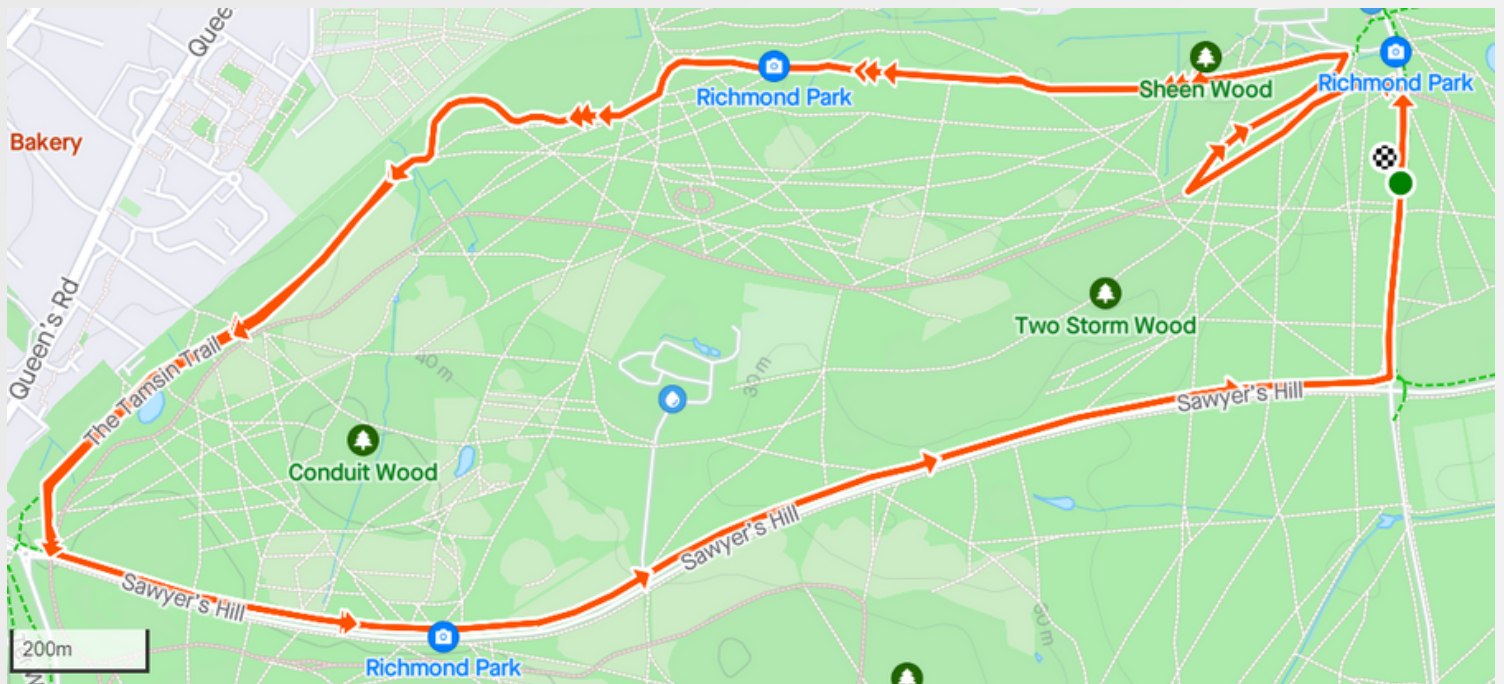 Quee
Sheen Wood
Richmond Park
Richmond Park
Bakery
Two Storm Wood
40 m
30 m
Queen's Rd
The Tamsin Trail
Sawyer's Hill
Conduit Wood
Sawyer's Hill
Sawyer's Hill
30 m
200m
Richmond Park